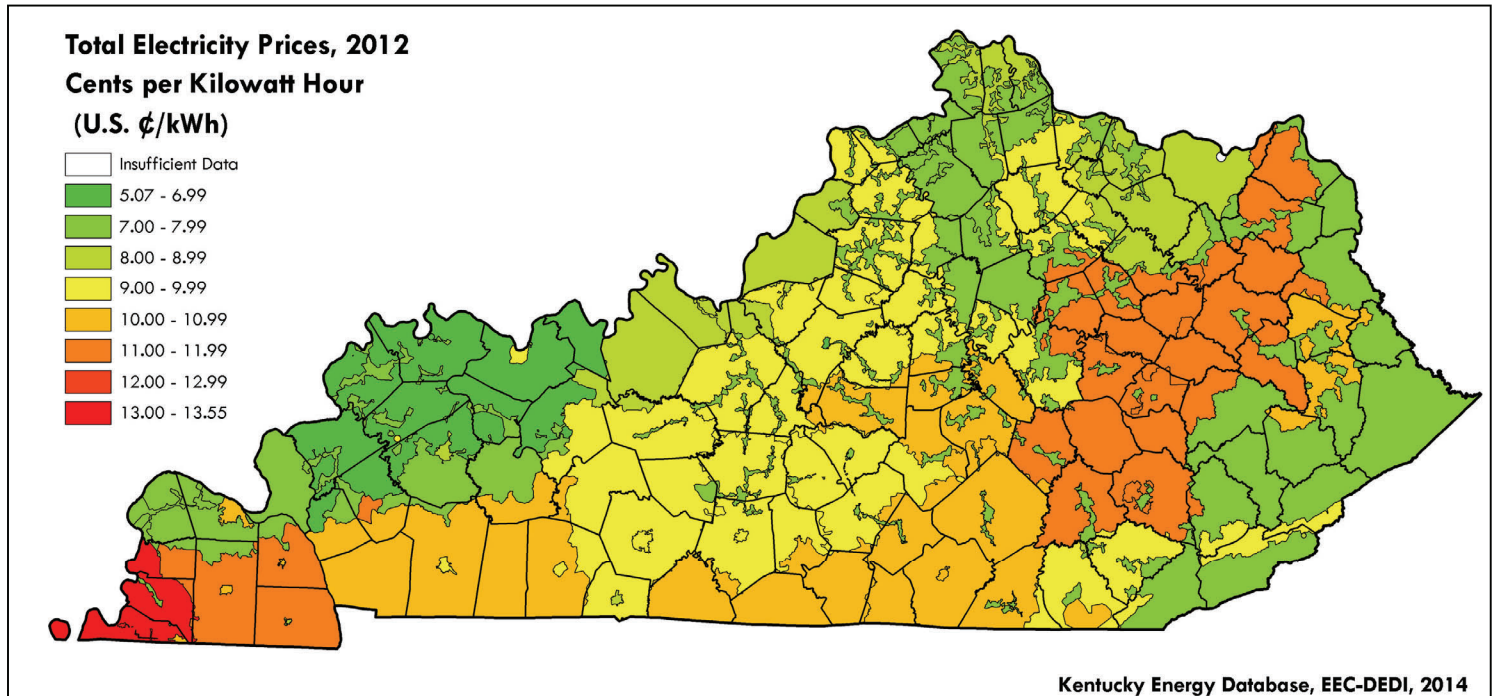 Total Electricity Prices, 2012
Cents per Kilowatt Hour
(U.S. ¢/kWh)
Insufficient Data
5.07 - 6.99
7.00 - 7.99
8.00 - 8.99
9.00 - 9.99
10.00 - 10.99
11.00 - 11.99
12.00 - 12.99
13.00 - 13.55
Kentucky Energy Database, EEC-DEDI, 2014